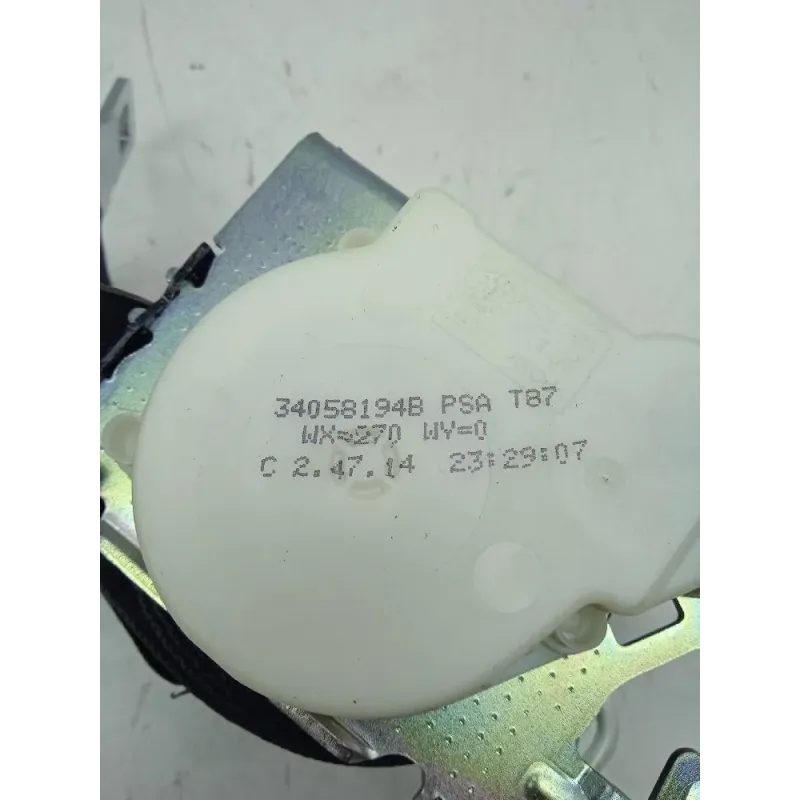 34058194B PSA T87
WX=270 WY=0
C 2.47.14 23:29:07